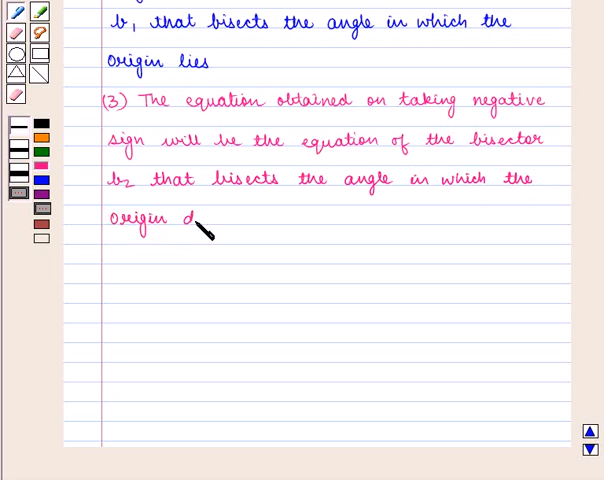 b₁ that bisects the angle in which the
origin lies
(3) The equation obtained on taking negative
sign will be the equation of the bisector
b₂ that bisects the angle in which the
origin d